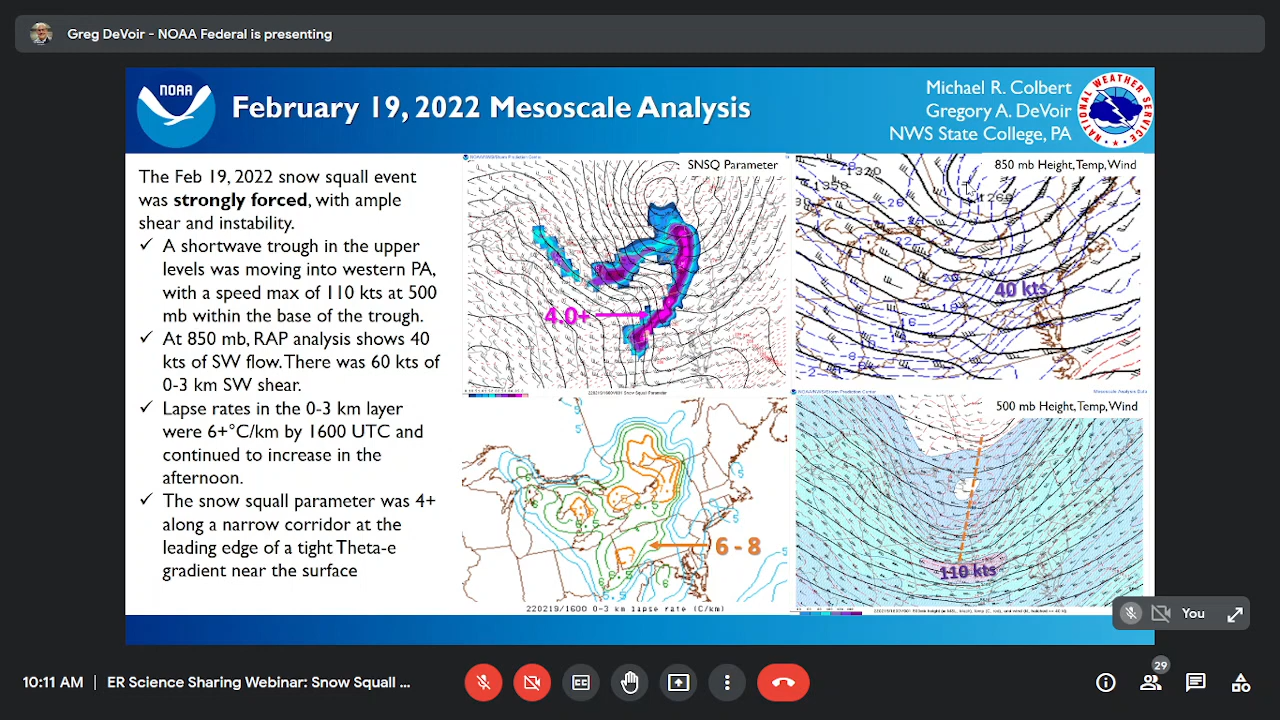 Greg DeVoir - NOAA Federal is presenting
NOAA
February 19, 2022 Mesoscale Analysis
Michael R. Colbert
Gregory A. DeVoir
NWS State College, PA
NATIONAL WEATHER SERVICE
The Feb 19, 2022 snow squall event
was strongly forced, with ample
shear and instability.
✓ A shortwave trough in the upper
levels was moving into western PA,
with a speed max of 110 kts at 500
mb within the base of the trough.
✓ At 850 mb, RAP analysis shows 40
kts of SW flow. There was 60 kts of
0-3 km SW shear.
✓ Lapse rates in the 0-3 km layer
were 6+°C/km by 1600 UTC and
continued to increase in the
afternoon.
✓ The snow squall parameter was 4+
along a narrow corridor at the
leading edge of a tight Theta-e
gradient near the surface
SNSQ Parameter
4.0+
850 mb Height, Temp, Wind
40 kts
6 - 8
220219/1600 0-3 km lapse rate (C/km)
500 mb Height, Temp, Wind
110 kts
You
10:11 AM | ER Science Sharing Webinar: Snow Squall ...
29